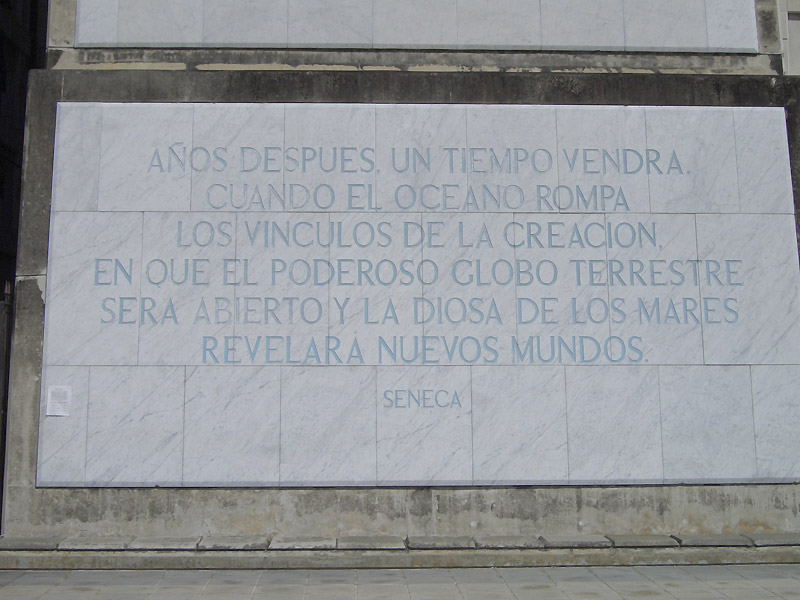 AÑOS DESPUES, UN TIEMPO VENDRA,
CUANDO EL OCEANO ROMPA
LOS VINCULOS DE LA CREACION,
EN QUE EL PODEROSO GLOBO TERRESTRE
SERA ABIERTO Y LA DIOSA DE LOS MARES
REVELARA NUEVOS MUNDOS.
SENECA